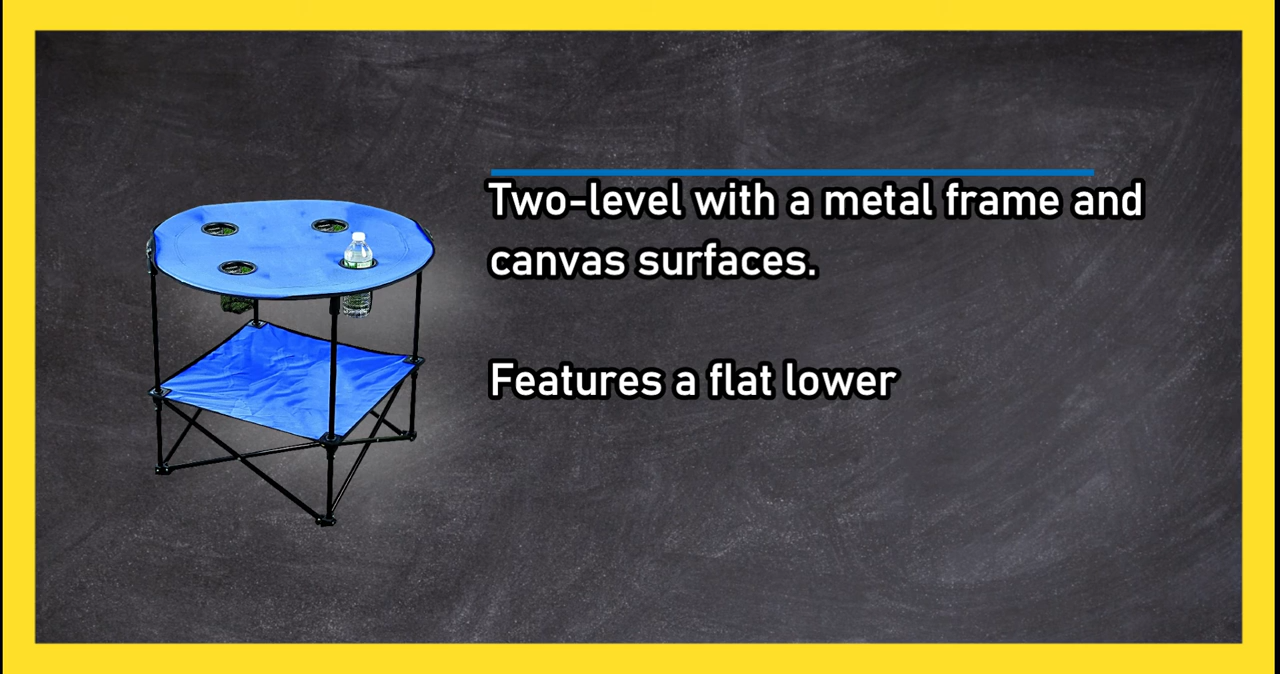 Two-level with a metal frame and
canvas surfaces.
Features a flat lower